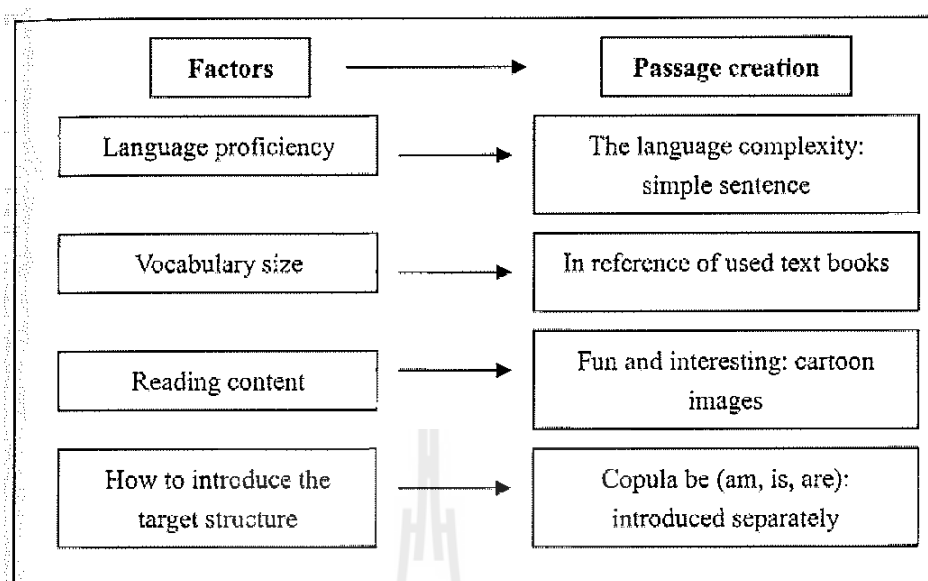 Factors
Passage creation
Language proficiency
The language complexity:
simple sentence
Vocabulary size
In reference of used text books
Reading content
Fun and interesting: cartoon
images
How to introduce the
target structure
Copula be (am, is, are):
introduced separately